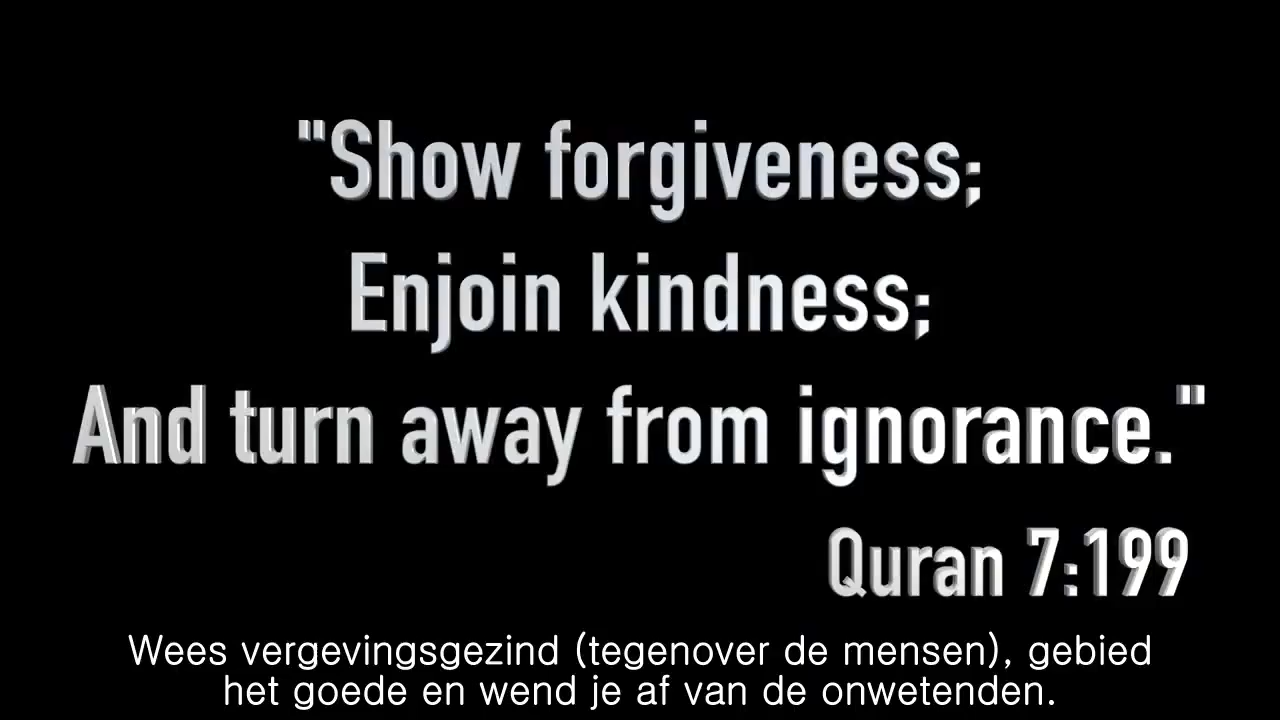 "Show forgiveness;
Enjoin kindness;
And turn away from ignorance."
Quran 7:199
Wees vergevingsgezind (tegenover de mensen), gebied
het goede en wend je af van de onwetenden.